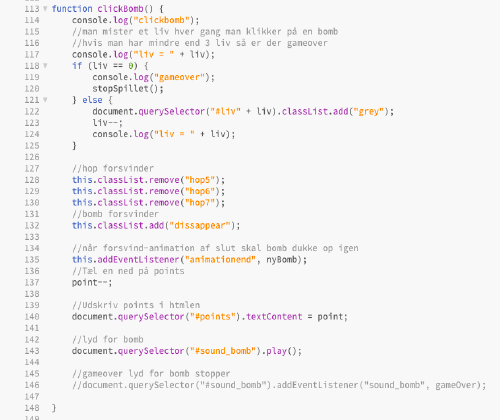 113 function clickBomb() {
114 console.log("clickbomb");
115 //man mister et liv hver gang man klikker på en bomb
116 //hvis man har mindre end 3 liv så er der gameover
117 console.log("liv = " + liv);
118 if (liv == 0) {
119 console.log("gameover");
120 stopSpillet();
121 } else {
122 document.querySelector("#liv" + liv).classList.add("grey");
123 liv--;
124 console.log("liv = " + liv);
125 }
126
127 //hop forsvinder
128 this.classList.remove("hop5");
129 this.classList.remove("hop6");
130 this.classList.remove("hop7");
131 //bomb forsvinder
132 this.classList.add("dissappear");
133
134 //når forsvind-animation af slut skal bomb dukke op igen
135 this.addEventListener("animationend", nyBomb);
136 //Tæl en ned på points
137 point--;
138
139 //Udskriv points i htmlen
140 document.querySelector("#points").textContent = point;
141
142 //lyd for bomb
143 document.querySelector("#sound_bomb").play();
144
145 //gameover lyd for bomb stopper
146 //document.querySelector("#sound_bomb").addEventListener("sound_bomb", gameOver);
147
148 }